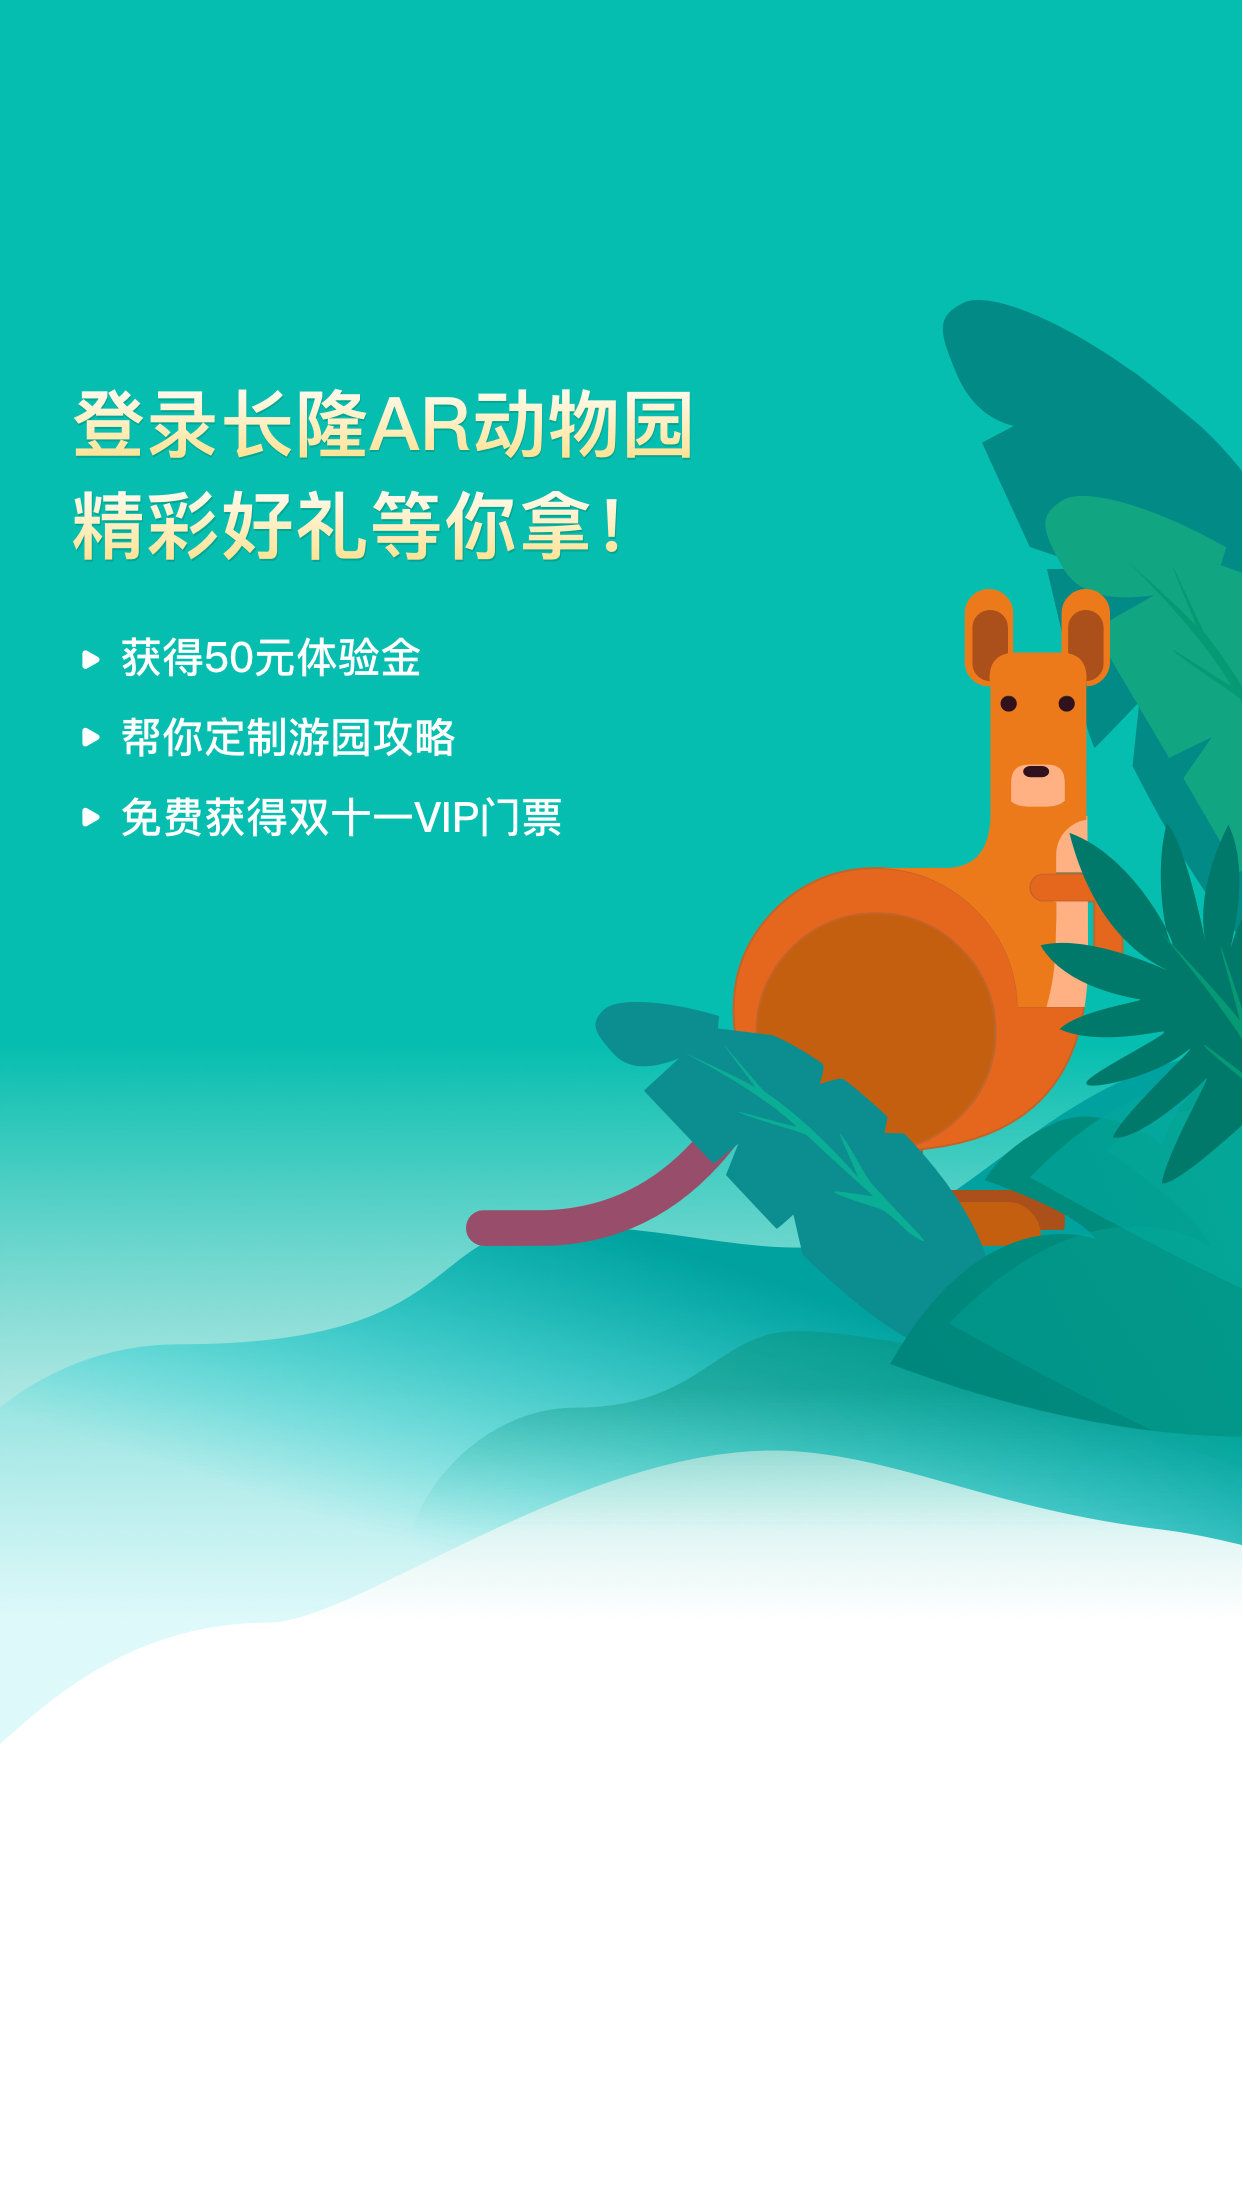 登录长隆AR动物园
精彩好礼等你拿！
获得50元体验金
帮你定制游园攻略
免费获得双十一VIP门票